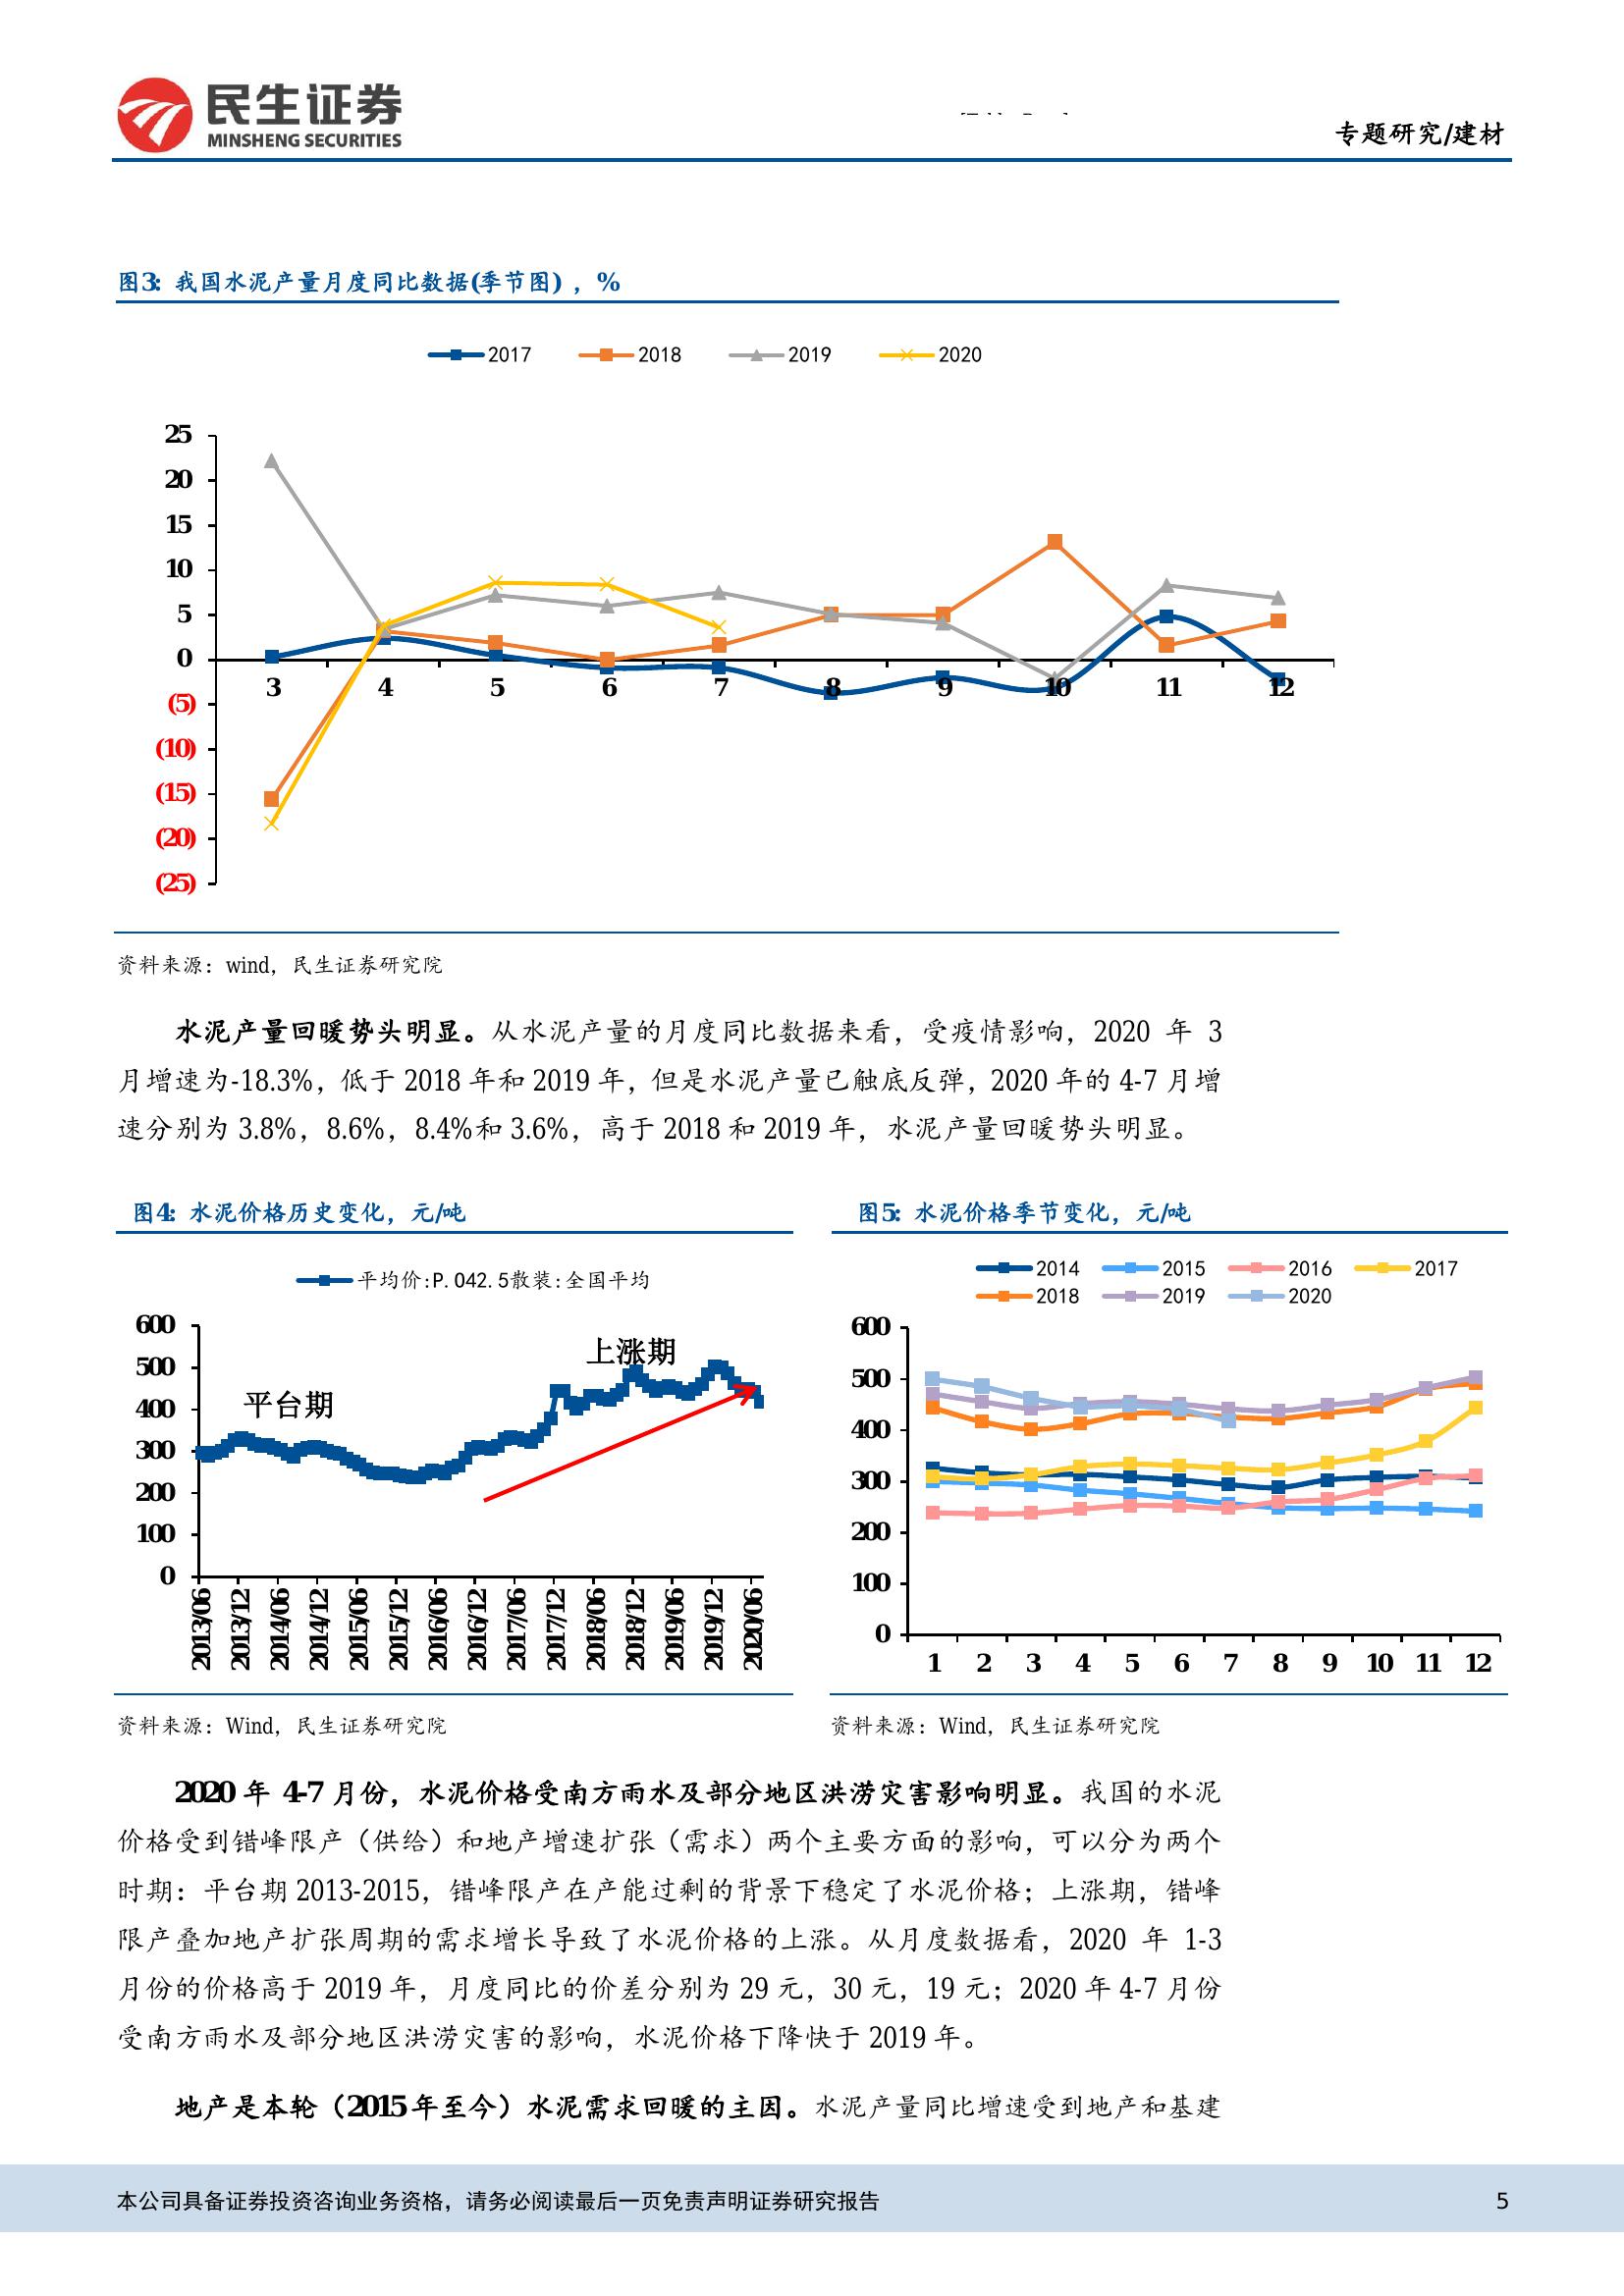 民生证券
MINSHENG SECURITIES
专题研究/建材
图3: 我国水泥产量月度同比数据(季节图)，%
2017 2018 2019 2020
25
20
15
10
5
0
(5)
(10)
(15)
(20)
(25)
3 4 5 6 7 8 9 10 11 12
资料来源：wind，民生证券研究院
水泥产量回暖势头明显。从水泥产量的月度同比数据来看，受疫情影响，2020 年 3
月增速为-18.3%，低于 2018 年和 2019 年，但是水泥产量已触底反弹，2020 年的 4-7 月增
速分别为 3.8%，8.6%，8.4%和 3.6%，高于 2018 和 2019 年，水泥产量回暖势头明显。
图4: 水泥价格历史变化，元/吨
平均价:P.O42.5散装:全国平均
600
500
400
300
200
100
0
平台期
上涨期
2013/06 2013/12 2014/06 2014/12 2015/06 2015/12 2016/06 2016/12 2017/06 2017/12 2018/06 2018/12 2019/06 2019/12 2020/06
资料来源：Wind，民生证券研究院
图5: 水泥价格季节变化，元/吨
2014 2015 2016 2017
2018 2019 2020
600
500
400
300
200
100
0
1 2 3 4 5 6 7 8 9 10 11 12
资料来源：Wind，民生证券研究院
2020 年 4-7 月份，水泥价格受南方雨水及部分地区洪涝灾害影响明显。我国的水泥
价格受到错峰限产（供给）和地产增速扩张（需求）两个主要方面的影响，可以分为两个
时期：平台期 2013-2015，错峰限产在产能过剩的背景下稳定了水泥价格；上涨期，错峰
限产叠加地产扩张周期的需求增长导致了水泥价格的上涨。从月度数据看，2020 年 1-3
月份的价格高于 2019 年，月度同比的价差分别为 29 元，30 元，19 元；2020 年 4-7 月份
受南方雨水及部分地区洪涝灾害的影响，水泥价格下降快于 2019 年。
地产是本轮（2015 年至今）水泥需求回暖的主因。水泥产量同比增速受到地产和基建
本公司具备证券投资咨询业务资格，请务必阅读最后一页免责声明证券研究报告 5